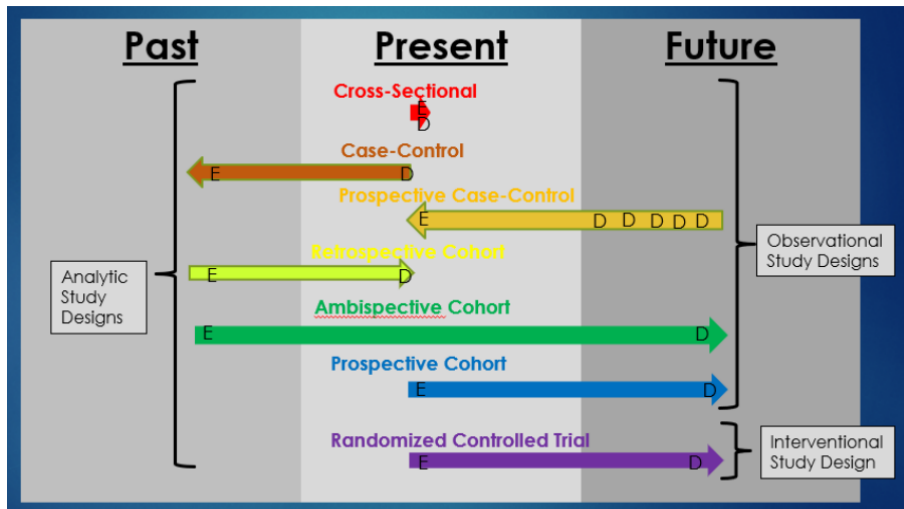 Past
Present
Future
Cross-Sectional
E
D
Case-Control
E D
Prospective Case-Control
E D D D D D
Retrospective Cohort
E D
Ambispective Cohort
E D
Prospective Cohort
E D
Randomized Controlled Trial
E D
Analytic
Study
Designs
Observational
Study Designs
Interventional
Study Design